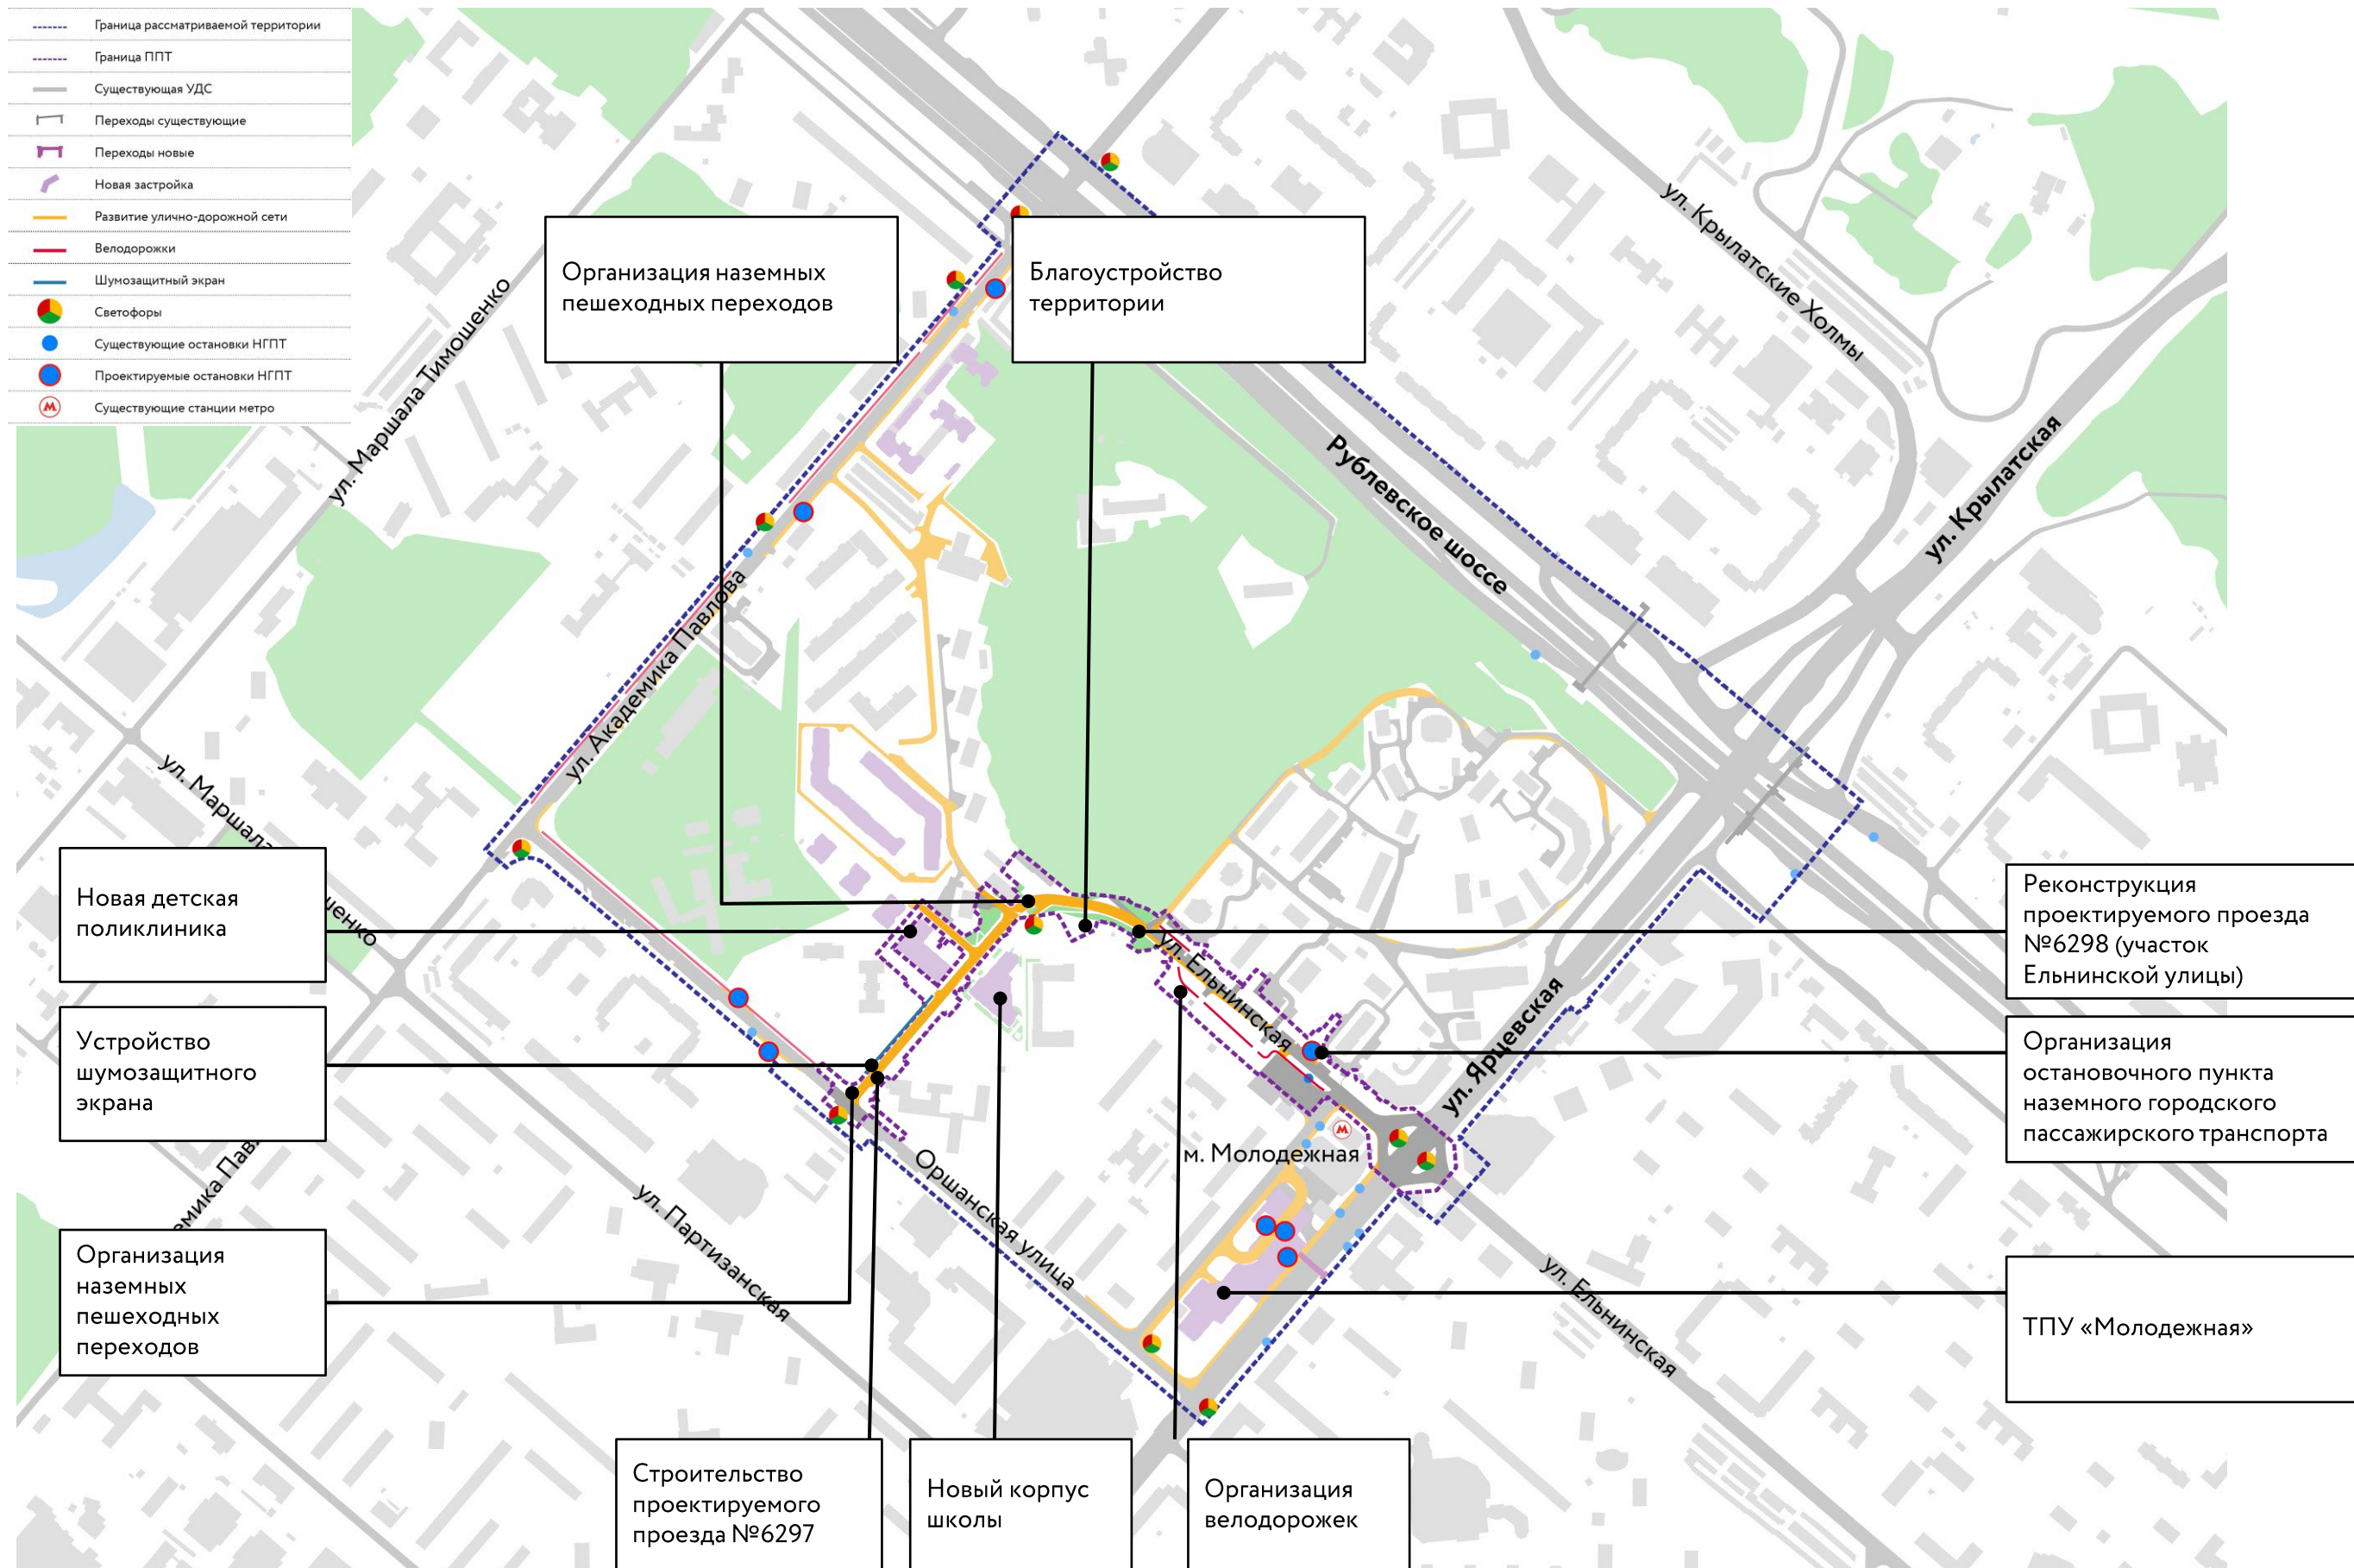 Граница рассматриваемой территории
Граница ППТ
Существующая УДС
Переходы существующие
Переходы новые
Новая застройка
Развитие улично-дорожной сети
Велодорожки
Шумозащитный экран
Светофоры
Существующие остановки НГПТ
Проектируемые остановки НГПТ
М
Существующие станции метро
ул. Маршала Тимошенко
Организация наземных
пешеходных переходов
Благоустройство
территории
ул. Крылатские Холмы
Рублевское шоссе
ул. Крылатская
ул. Академика Павлова
ул. Маршала
шенко
Новая детская
поликлиника
Реконструкция
проектируемого проезда
№6298 (участок
Ельнинской улицы)
ул. Ельнинская
ул. Ярцевская
Устройство
шумозащитного
экрана
Организация
остановочного пункта
наземного городского
пассажирского транспорта
М
м. Молодежная
емика Пав
Оршанская улица
ул. Партизанская
ул. Ельнинская
Организация
наземных
пешеходных
переходов
ТПУ «Молодежная»
Строительство
проектируемого
проезда №6297
Новый корпус
школы
Организация
велодорожек